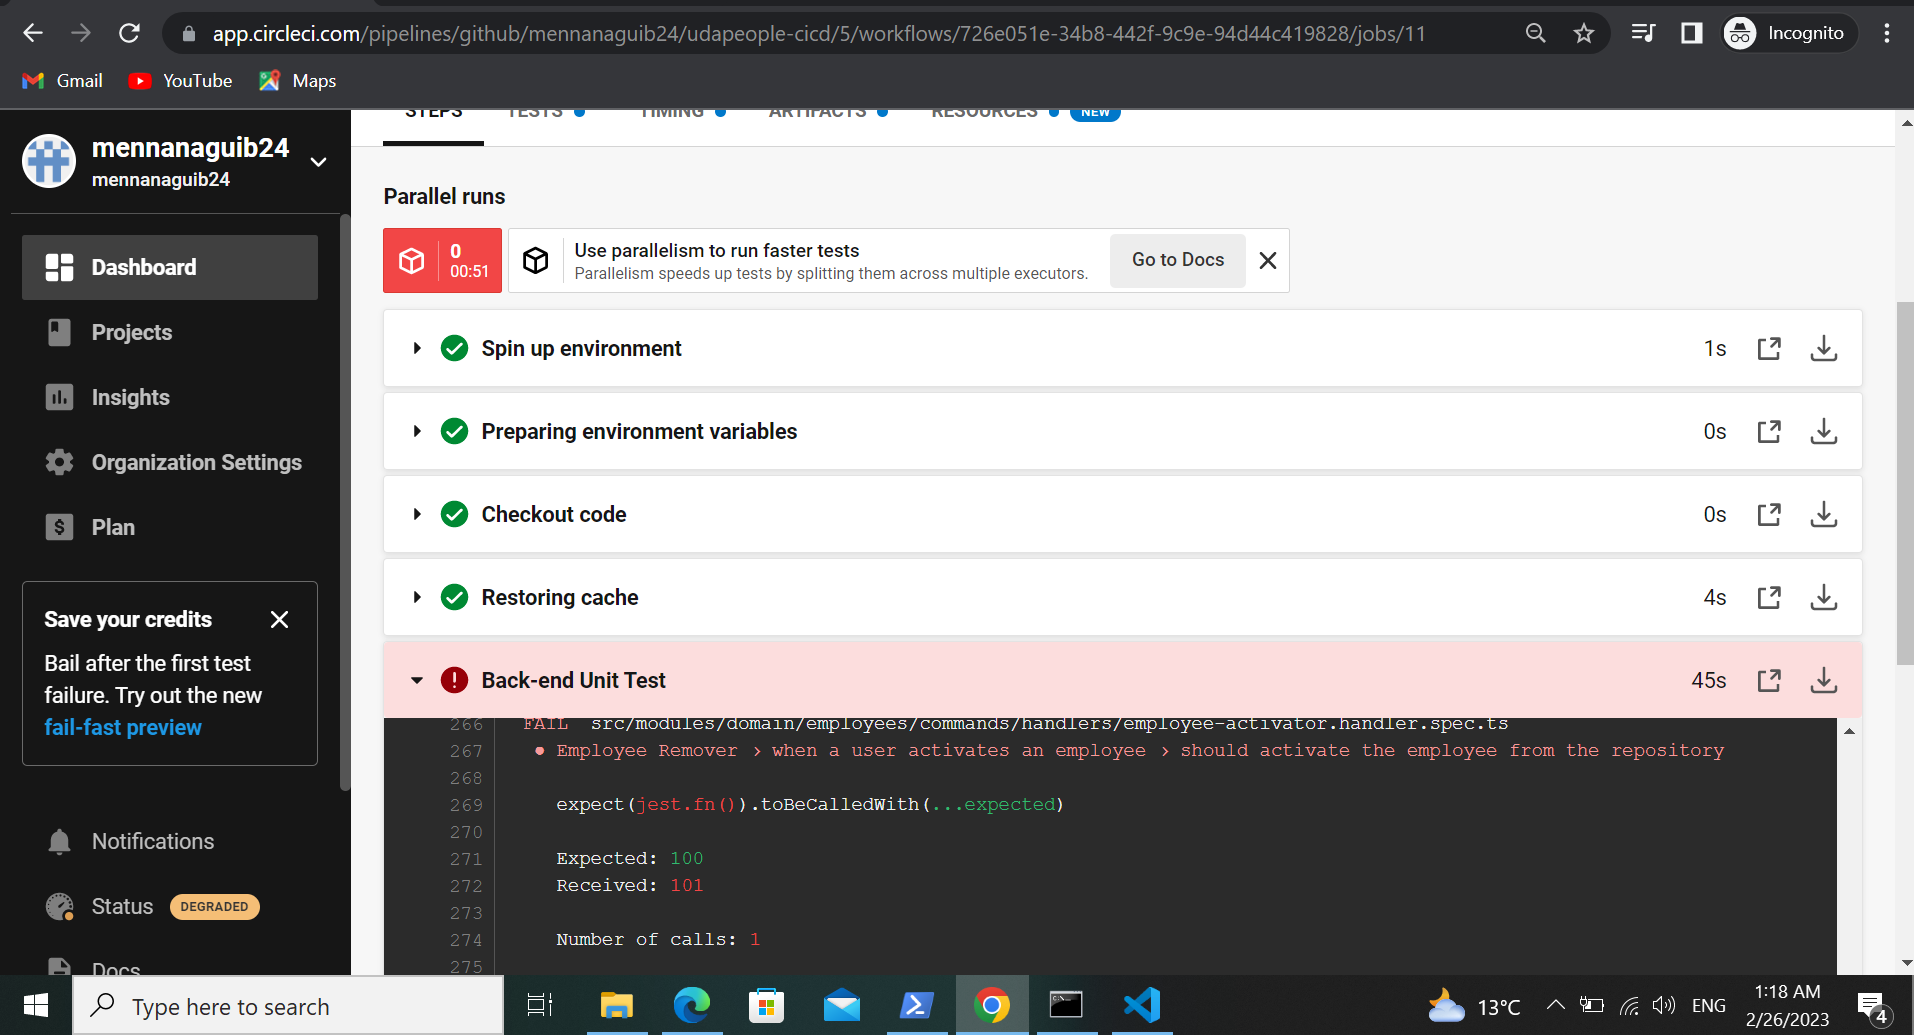 app.circleci.com/pipelines/github/mennanaguib24/udapeople-cicd/5/workflows/726e051e-34b8-442f-9c9e-94d44c419828/jobs/11
Incognito
Gmail
YouTube
Maps
mennanaguib24
mennanaguib24
STEPS
TESTS
TIMING
ARTIFACTS
RESOURCES
NEW
Dashboard
Projects
Insights
Organization Settings
Plan
Save your credits
Bail after the first test
failure. Try out the new
fail-fast preview
Notifications
Status
DEGRADED
Docs
Parallel runs
0
00:51
Use parallelism to run faster tests
Parallelism speeds up tests by splitting them across multiple executors.
Go to Docs
Spin up environment 1s
Preparing environment variables 0s
Checkout code 0s
Restoring cache 4s
Back-end Unit Test 45s
266 FAIL src/modules/domain/employees/commands/handlers/employee-activator.handler.spec.ts
267 ● Employee Remover › when a user activates an employee › should activate the employee from the repository
268
269 expect(jest.fn()).toBeCalledWith(...expected)
270
271 Expected: 100
272 Received: 101
273
274 Number of calls: 1
275
Type here to search
13°C
ENG
1:18 AM
2/26/2023
4